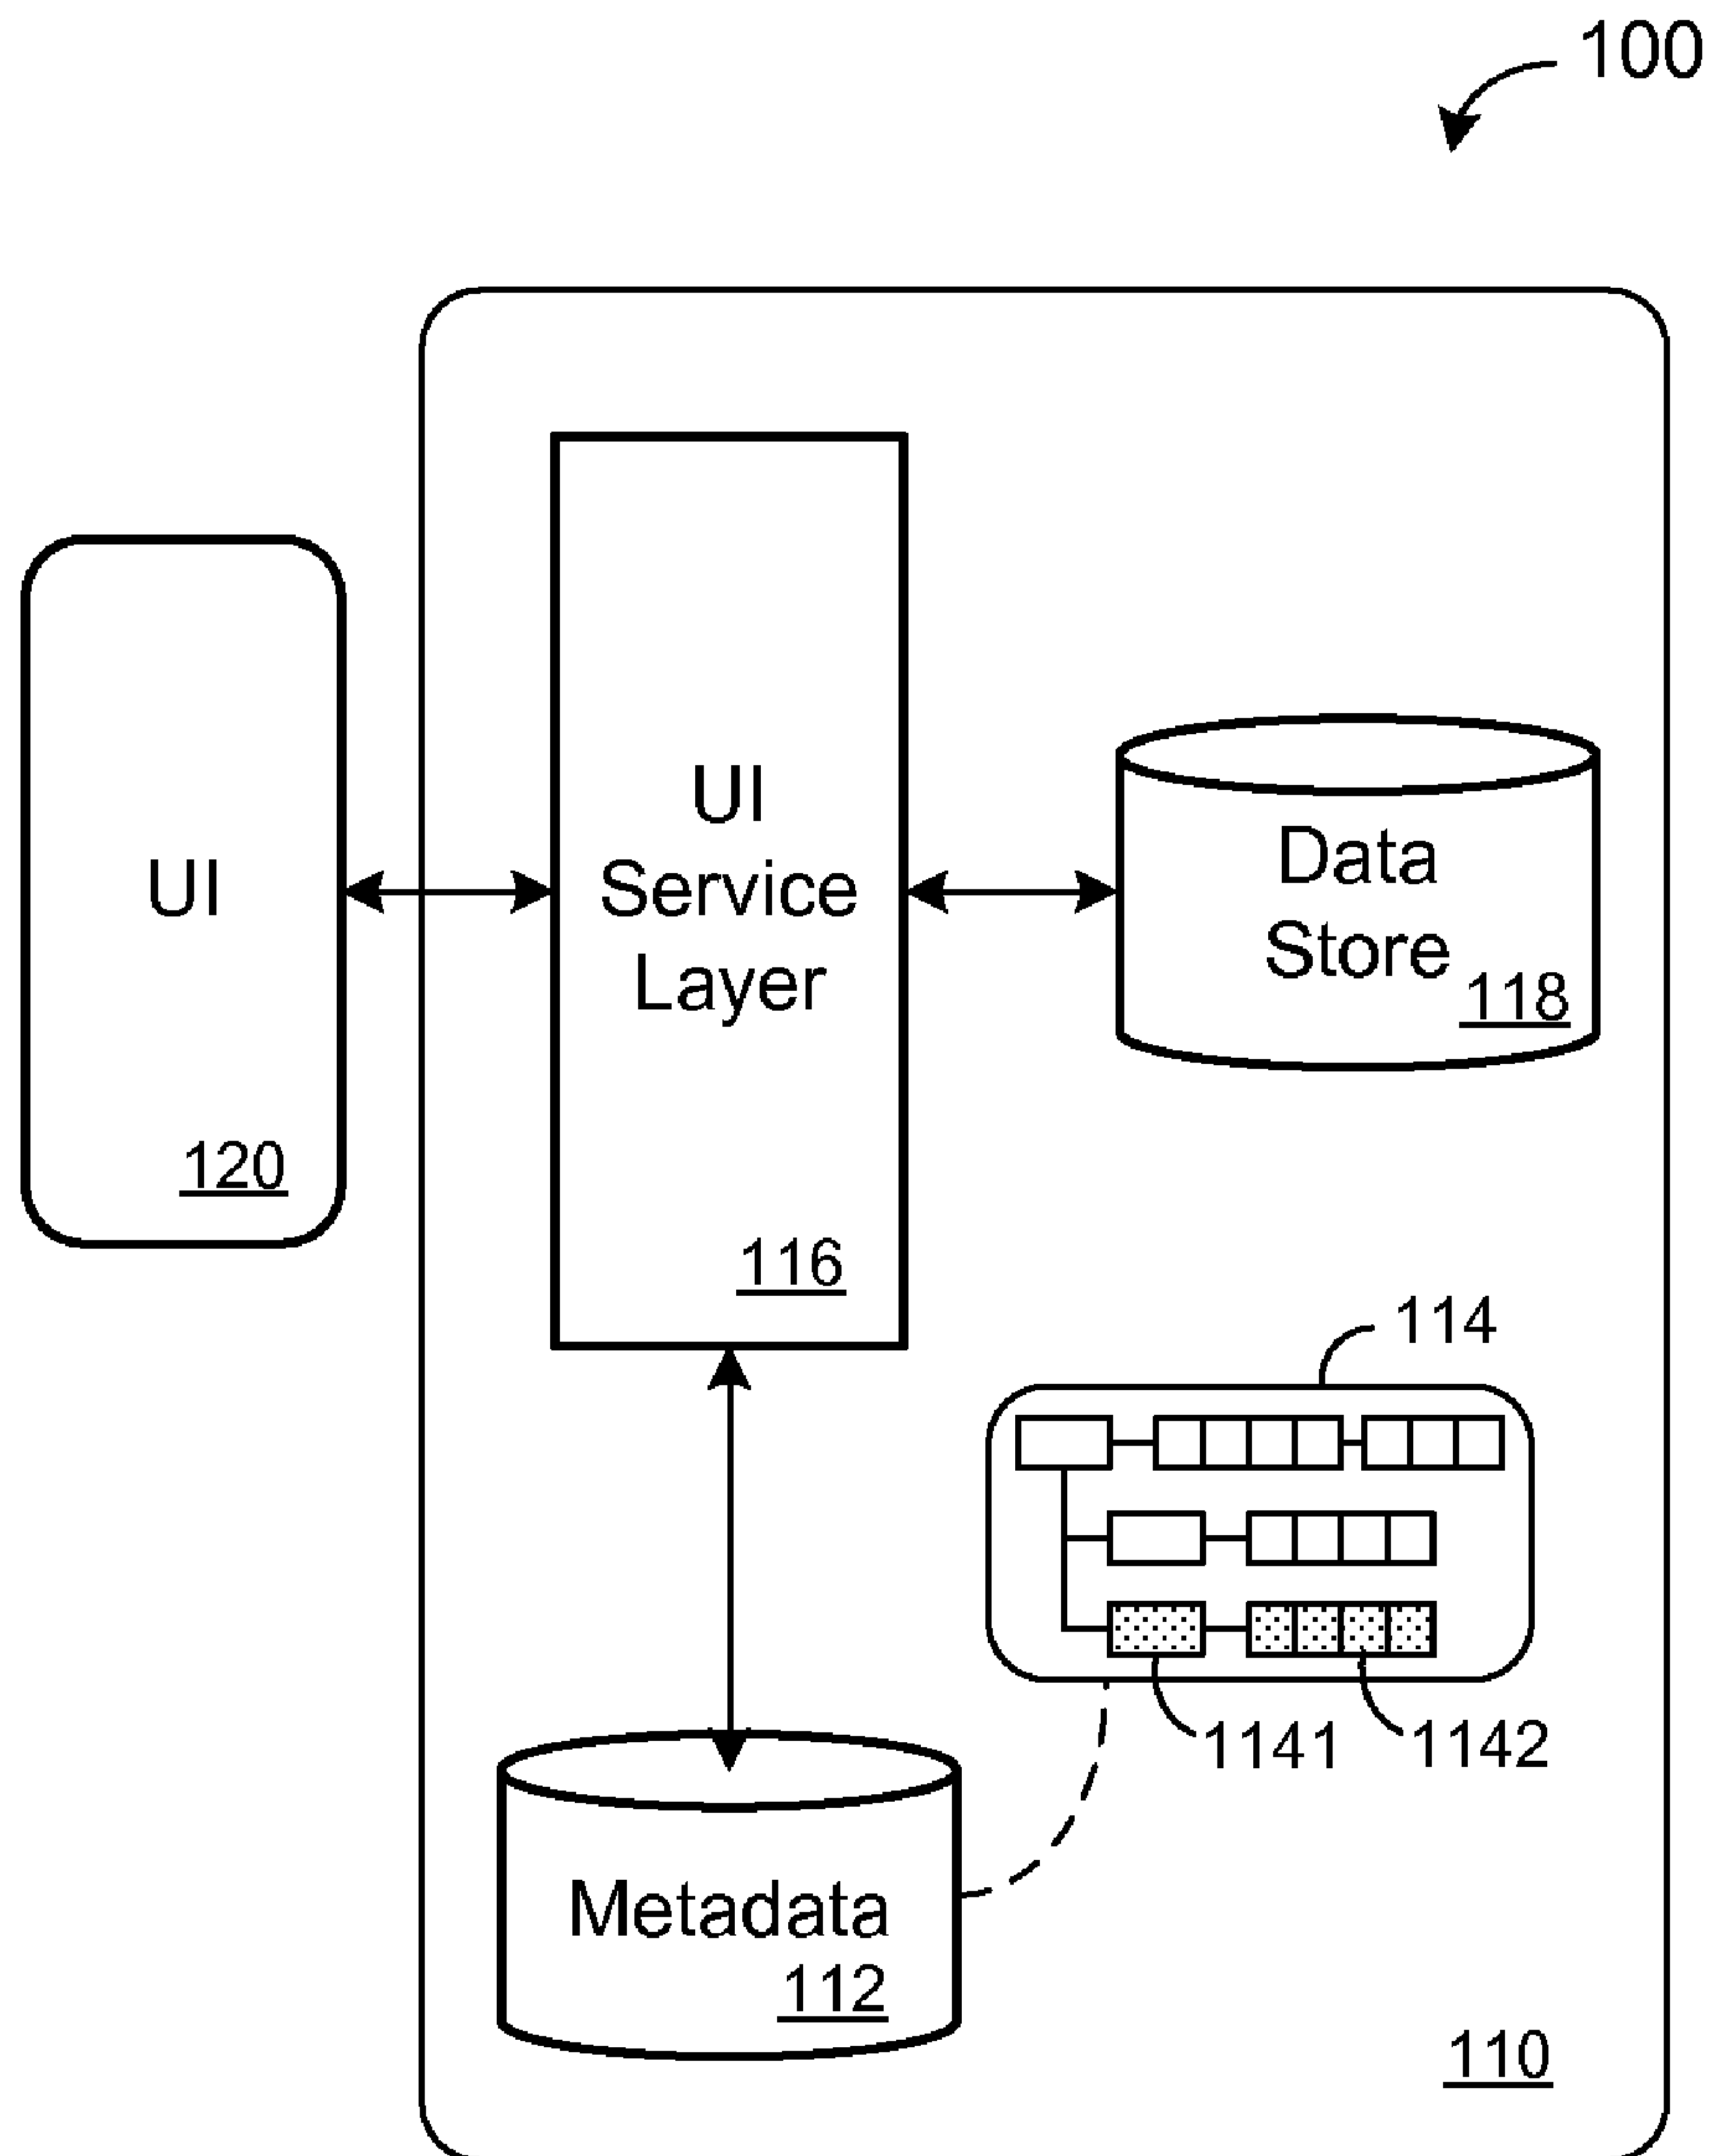 100
UI
Service
Layer
116
UI
120
Data
Store
118
114
1141
1142
Metadata
112
110